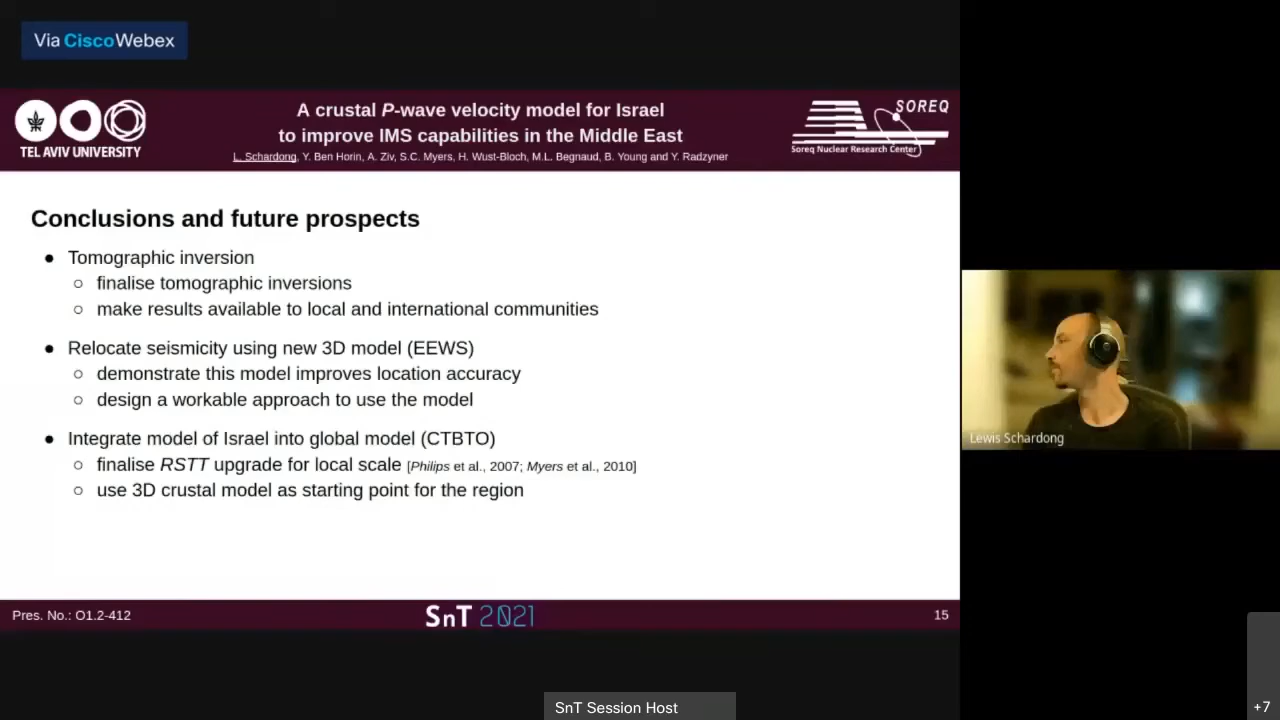 Via CiscoWebex
TEL AVIV UNIVERSITY
A crustal P-wave velocity model for Israel
to improve IMS capabilities in the Middle East
L. Schardong, Y. Ben Horin, A. Ziv, S.C. Myers, H. Wust-Bloch, M.L. Begnaud, B. Young and Y. Radzyner
SOREQ
Soreq Nuclear Research Center
Conclusions and future prospects
● Tomographic inversion
○ finalise tomographic inversions
○ make results available to local and international communities
● Relocate seismicity using new 3D model (EEWS)
○ demonstrate this model improves location accuracy
○ design a workable approach to use the model
● Integrate model of Israel into global model (CTBTO)
○ finalise RSTT upgrade for local scale [Philips et al., 2007; Myers et al., 2010]
○ use 3D crustal model as starting point for the region
Lewis Schardong
Pres. No.: O1.2-412
SnT 2021
15
SnT Session Host
+7